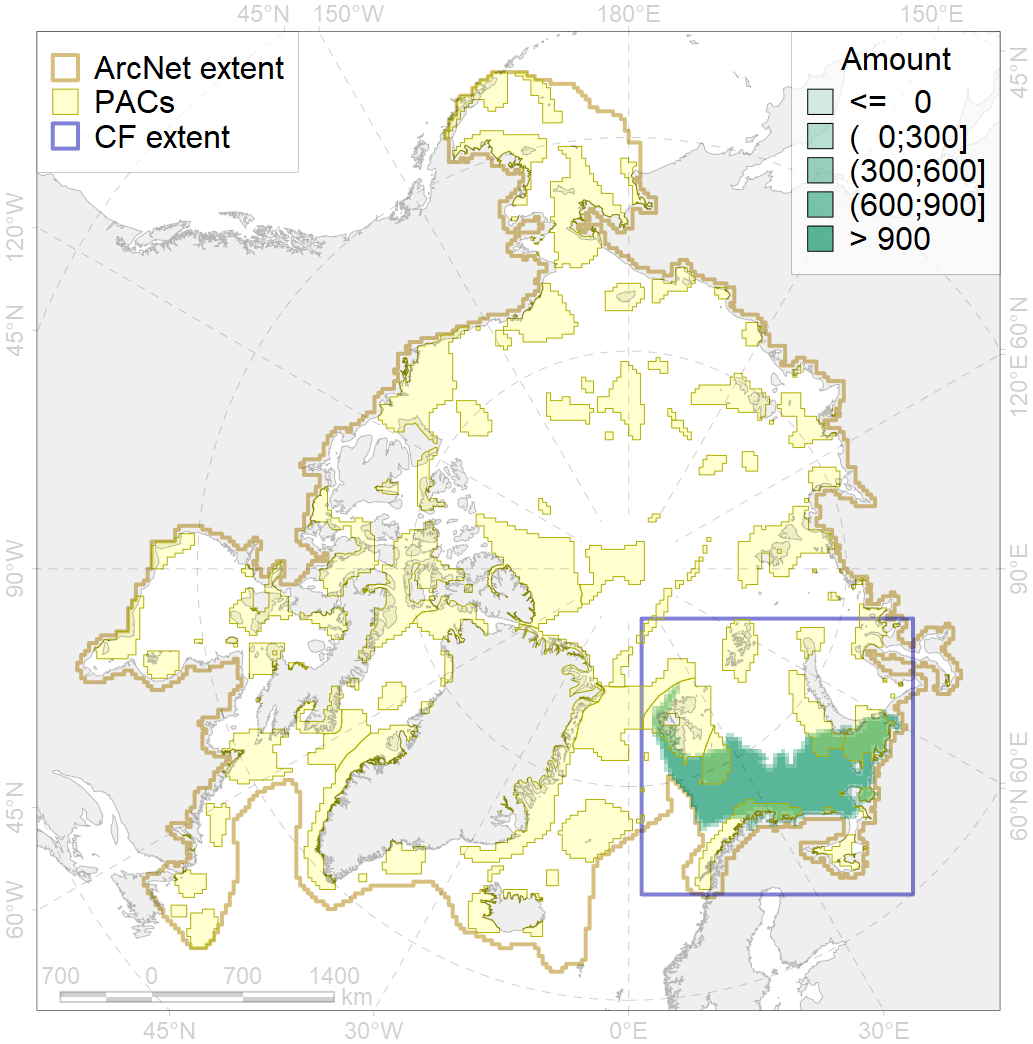 45°N 150°W 180°E 150°E
ArcNet extent
PACs
CF extent
Amount
<= 0
( 0;300]
(300;600]
(600;900]
> 900
45°N
120°W
45°N
60°N
120°E
90°W
90°E
60°E
45°N
60°N
60°W
700 0 700 1400
km
45°W 30°W 0°E 30°E